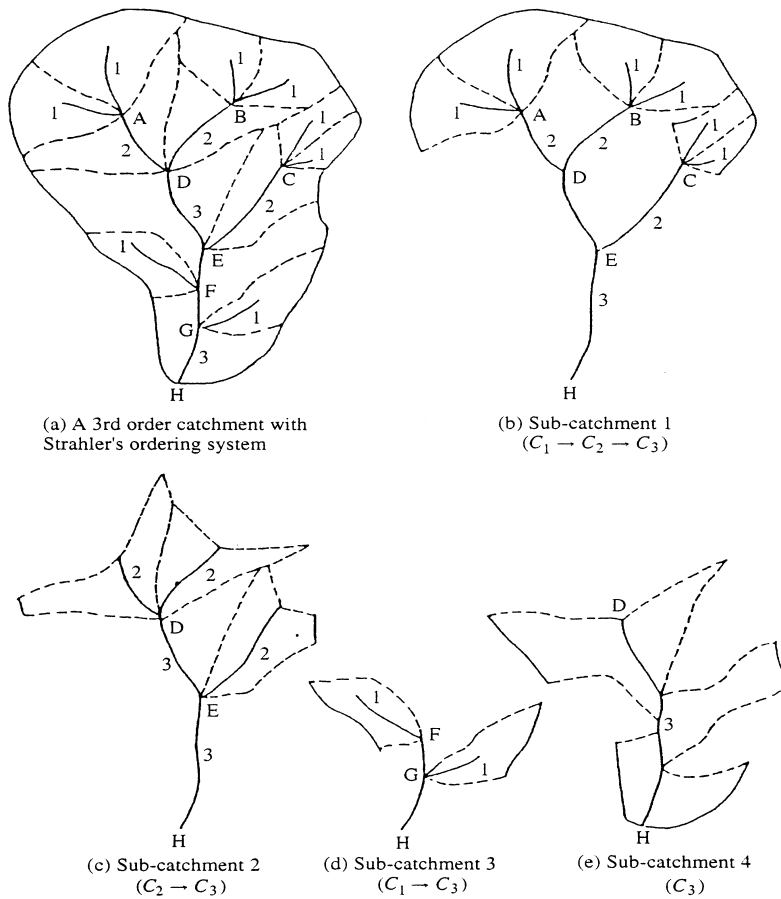 1
1
1
1
A
B
1
2
2
1
D
C
3
2
1
E
F
G
1
3
H
(a) A 3rd order catchment with
Strahler's ordering system
1
1
1
1
A
B
1
2
2
1
D
C
2
E
3
H
(b) Sub-catchment 1
(C₁ → C₂ → C₃)
2
2
D
3
2
E
3
H
(c) Sub-catchment 2
(C₂ → C₃)
1
F
G
1
H
(d) Sub-catchment 3
(C₁ → C₃)
D
3
H
(e) Sub-catchment 4
(C₃)